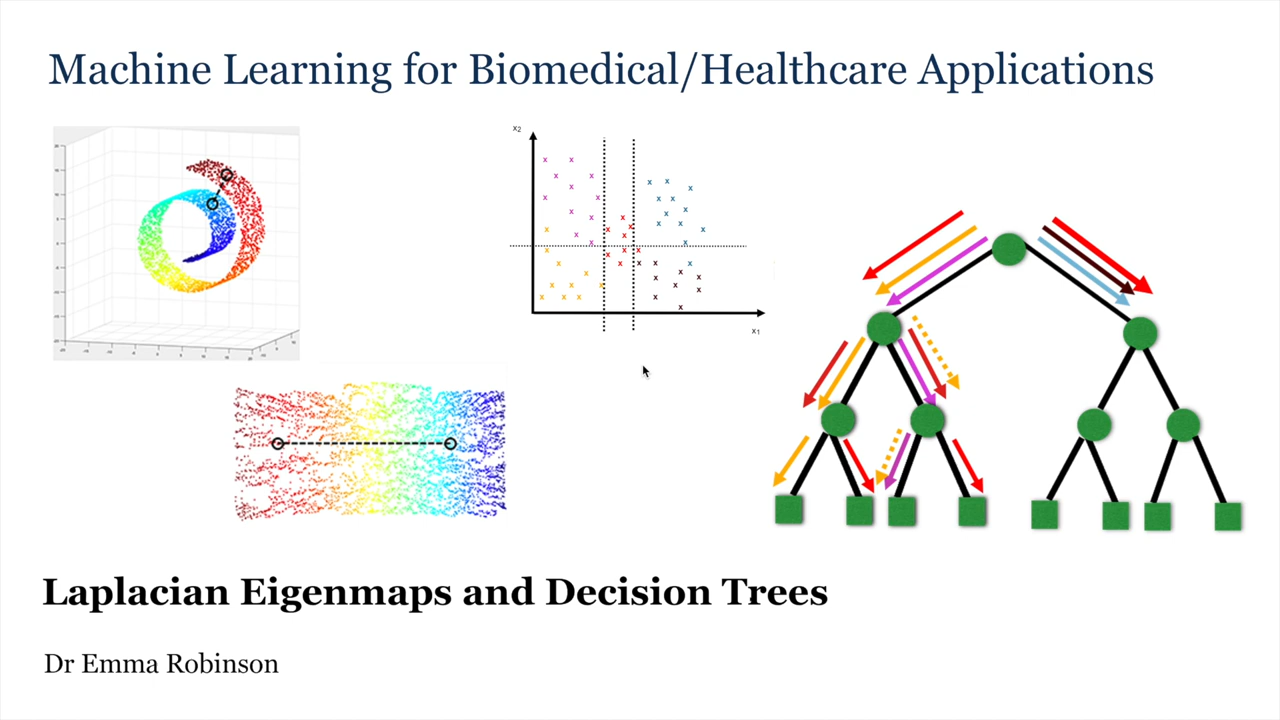 Machine Learning for Biomedical/Healthcare Applications
x2
x1
Laplacian Eigenmaps and Decision Trees
Dr Emma Robinson